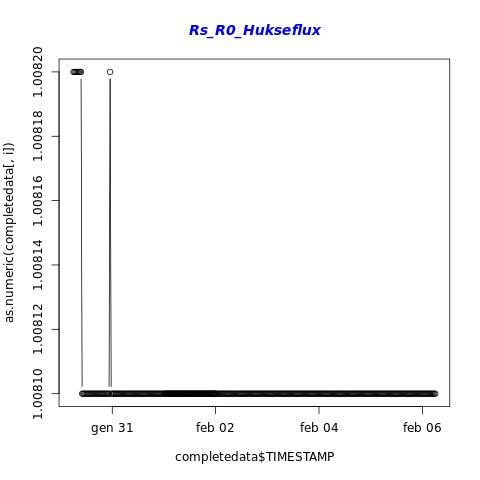 Rs_R0_Hukseflux
as.numeric(completedata[, i])
1.00820
1.00818
1.00816
1.00814
1.00812
1.00810
gen 31
feb 02
feb 04
feb 06
completedata$TIMESTAMP